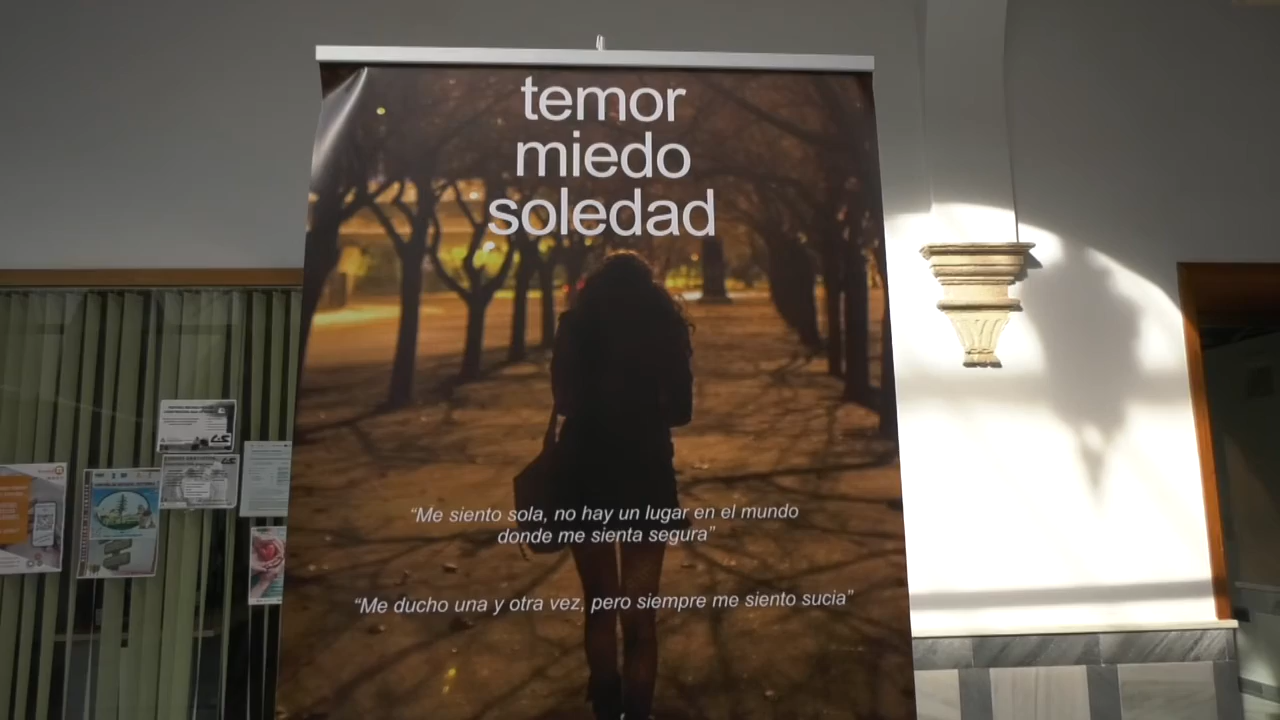 temor
miedo
soledad
“Me siento sola, no hay un lugar en el mundo
donde me sienta segura”
“Me ducho una y otra vez, pero siempre me siento sucia”